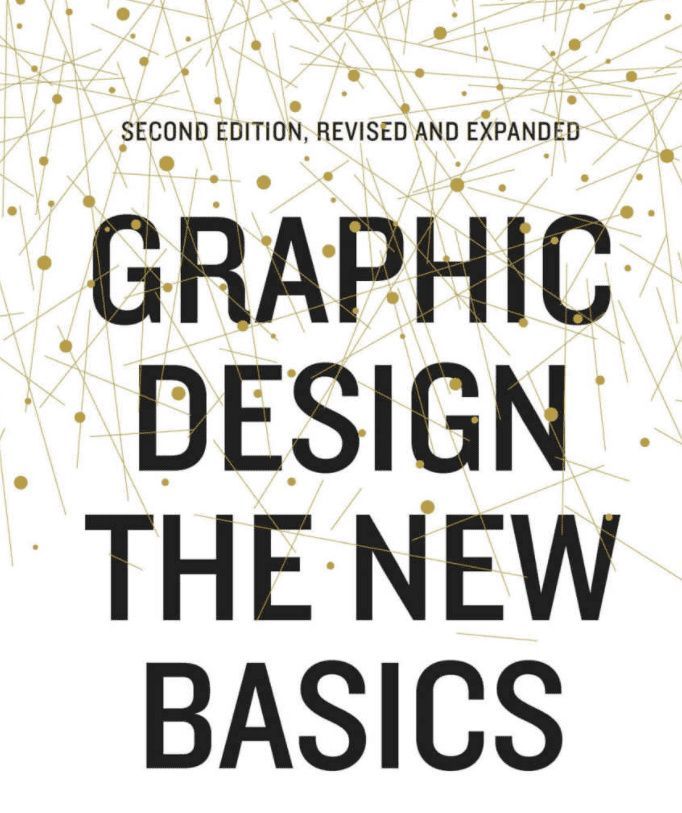 SECOND EDITION, REVISED AND EXPANDED
GRAPHIC
DESIGN
THE NEW
BASICS